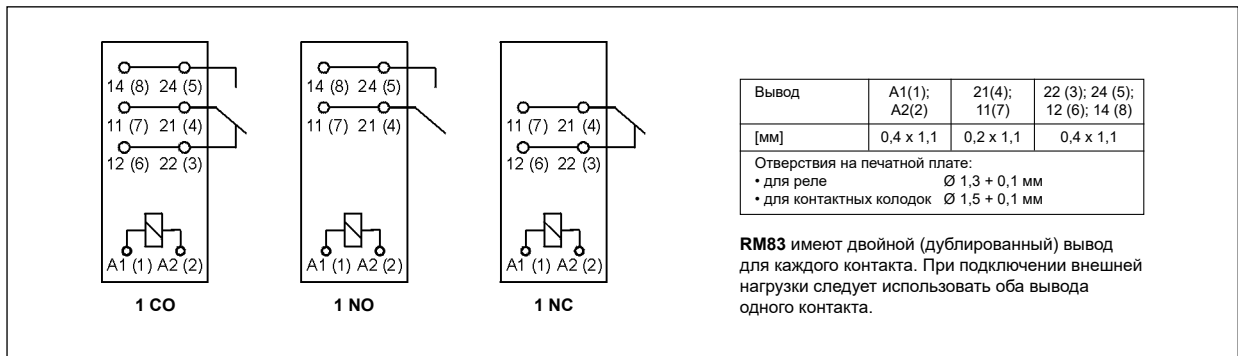 14 (8) 24 (5)
11 (7) 21 (4)
12 (6) 22 (3)
A1 (1) A2 (2)
1 CO
14 (8) 24 (5)
11 (7) 21 (4)
A1 (1) A2 (2)
1 NO
11 (7) 21 (4)
12 (6) 22 (3)
A1 (1) A2 (2)
1 NC
Вывод A1(1); 21(4); 22 (3); 24 (5);
A2(2) 11(7) 12 (6); 14 (8)
[мм] 0,4 x 1,1 0,2 x 1,1 0,4 x 1,1
Отверстия на печатной плате:
• для реле Ø 1,3 + 0,1 мм
• для контактных колодок Ø 1,5 + 0,1 мм
RM83 имеют двойной (дублированный) вывод
для каждого контакта. При подключении внешней
нагрузки следует использовать оба вывода
одного контакта.